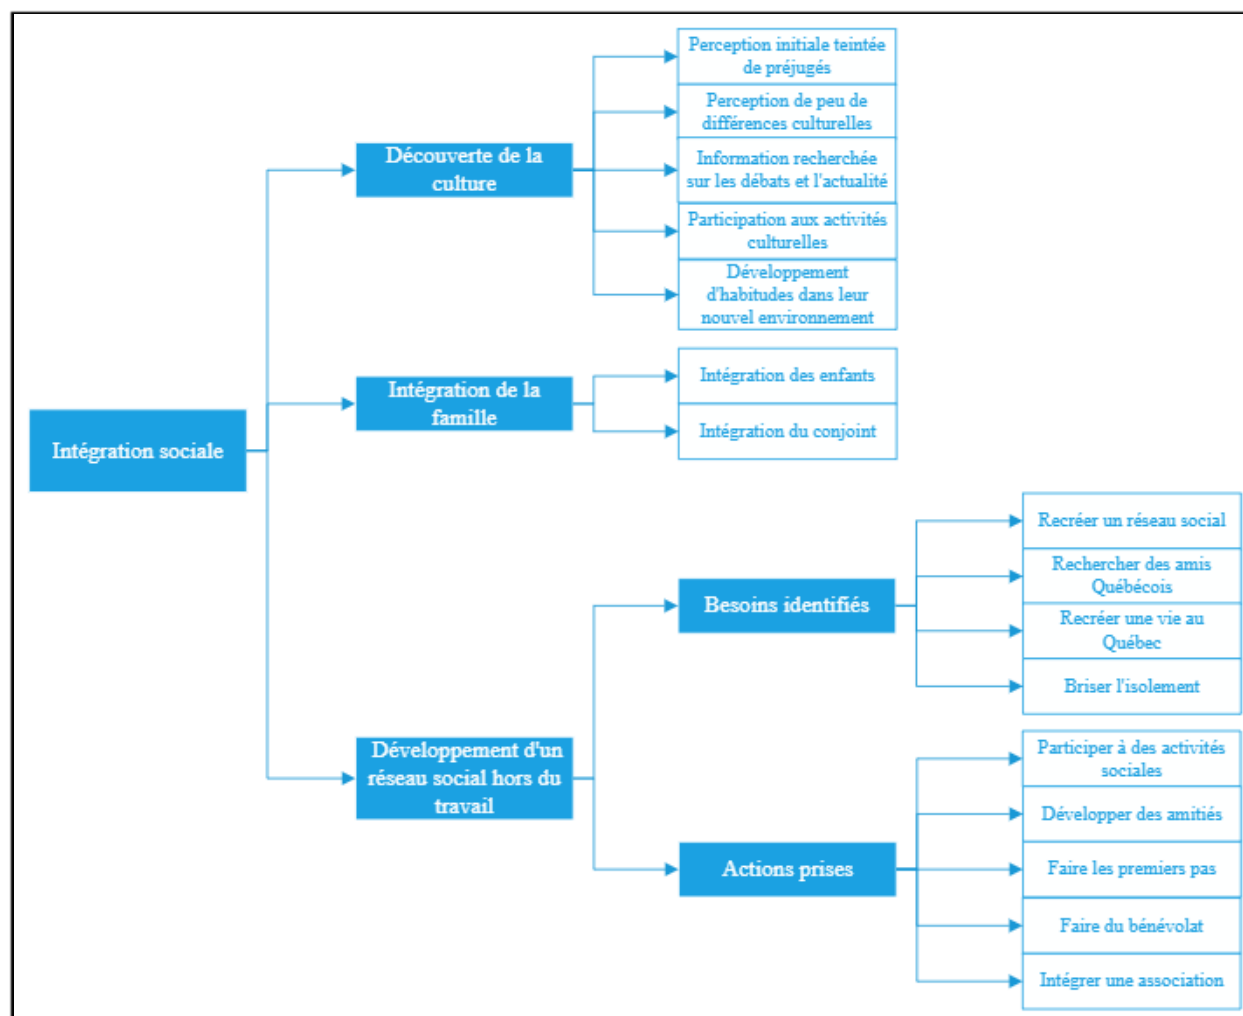 Intégration sociale
Découverte de la
culture
Perception initiale teintée
de préjugés
Perception de peu de
différences culturelles
Information recherchée
sur les débats et l'actualité
Participation aux activités
culturelles
Développement
d'habitudes dans leur
nouvel environnement
Intégration de la
famille
Intégration des enfants
Intégration du conjoint
Développement d'un
réseau social hors du
travail
Besoins identifiés
Recréer un réseau social
Rechercher des amis
Québécois
Recréer une vie au
Québec
Briser l'isolement
Actions prises
Participer à des activités
sociales
Développer des amitiés
Faire les premiers pas
Faire du bénévolat
Intégrer une association